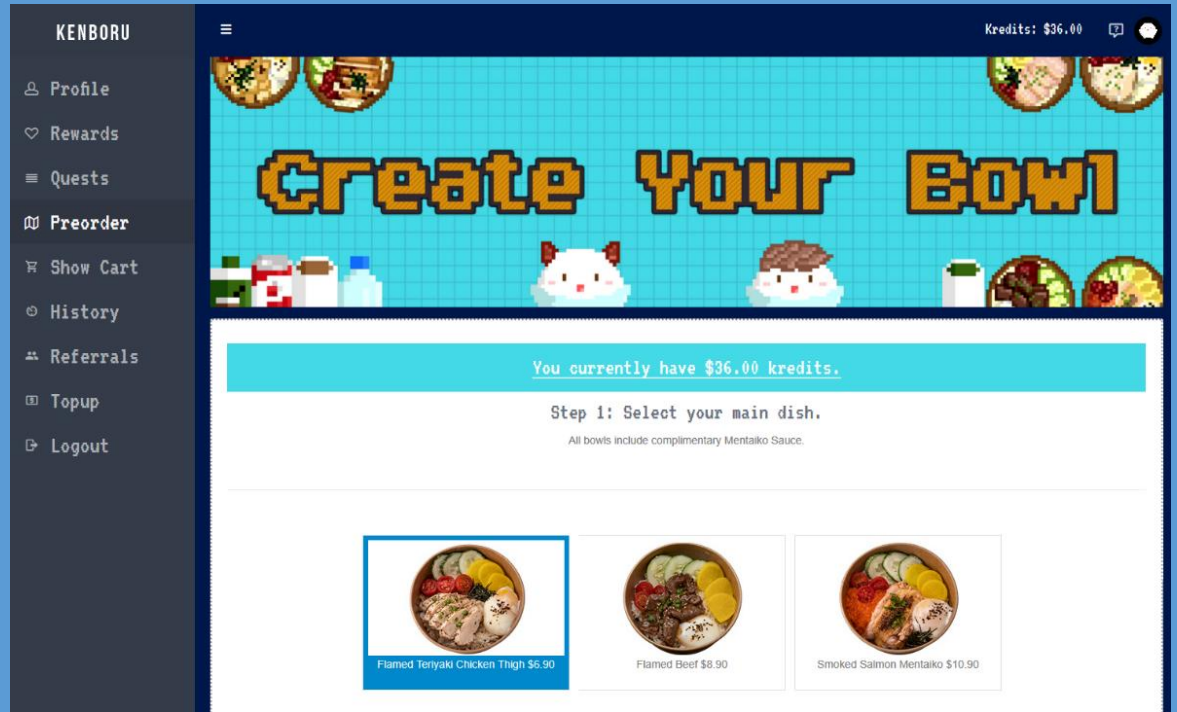 KENBORU
Kredits: $36.00
Profile
Rewards
Quests
Preorder
Show Cart
History
Referrals
Topup
Logout
Create Your Bowl
You currently have $36.00 kredits.
Step 1: Select your main dish.
All bowls include complimentary Mentaiko Sauce.
Flamed Teriyaki Chicken Thigh $6.90
Flamed Beef $8.90
Smoked Salmon Mentaiko $10.90